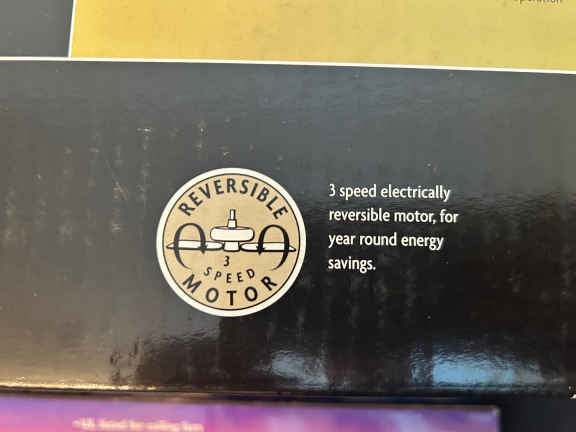 REVERSIBLE
3
SPEED
MOTOR
3 speed electrically
reversible motor, for
year round energy
savings.